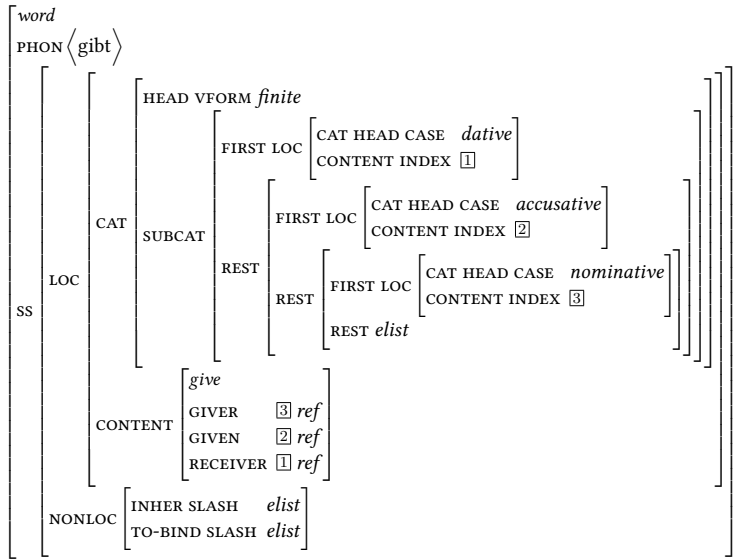 word
PHON ⟨gibt⟩
HEAD VFORM finite
FIRST LOC
CAT HEAD CASE dative
CONTENT INDEX 1
CAT
SUBCAT
FIRST LOC
CAT HEAD CASE accusative
CONTENT INDEX 2
REST
LOC
REST
FIRST LOC
CAT HEAD CASE nominative
CONTENT INDEX 3
SS
REST elist
give
CONTENT
GIVER 3 ref
GIVEN 2 ref
RECEIVER 1 ref
NONLOC
INHER SLASH elist
TO-BIND SLASH elist